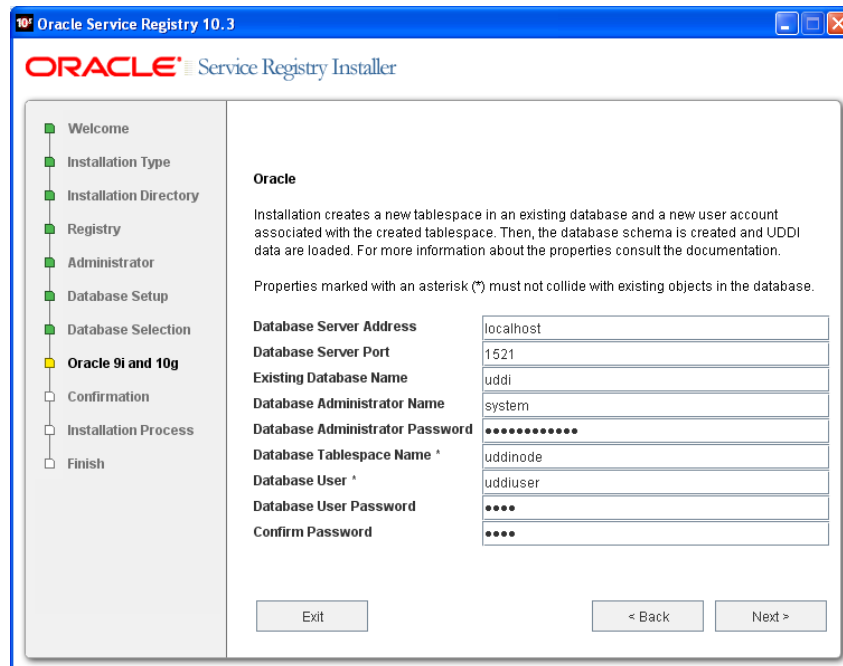 Oracle Service Registry 10.3
ORACLE Service Registry Installer
Welcome
Installation Type
Installation Directory
Registry
Administrator
Database Setup
Database Selection
Oracle 9i and 10g
Confirmation
Installation Process
Finish
Oracle
Installation creates a new tablespace in an existing database and a new user account
associated with the created tablespace. Then, the database schema is created and UDDI
data are loaded. For more information about the properties consult the documentation.
Properties marked with an asterisk (*) must not collide with existing objects in the database.
Database Server Address localhost
Database Server Port 1521
Existing Database Name uddi
Database Administrator Name system
Database Administrator Password ••••••••••••
Database Tablespace Name * uddinode
Database User * uddiuser
Database User Password ••••
Confirm Password ••••
Exit < Back Next >